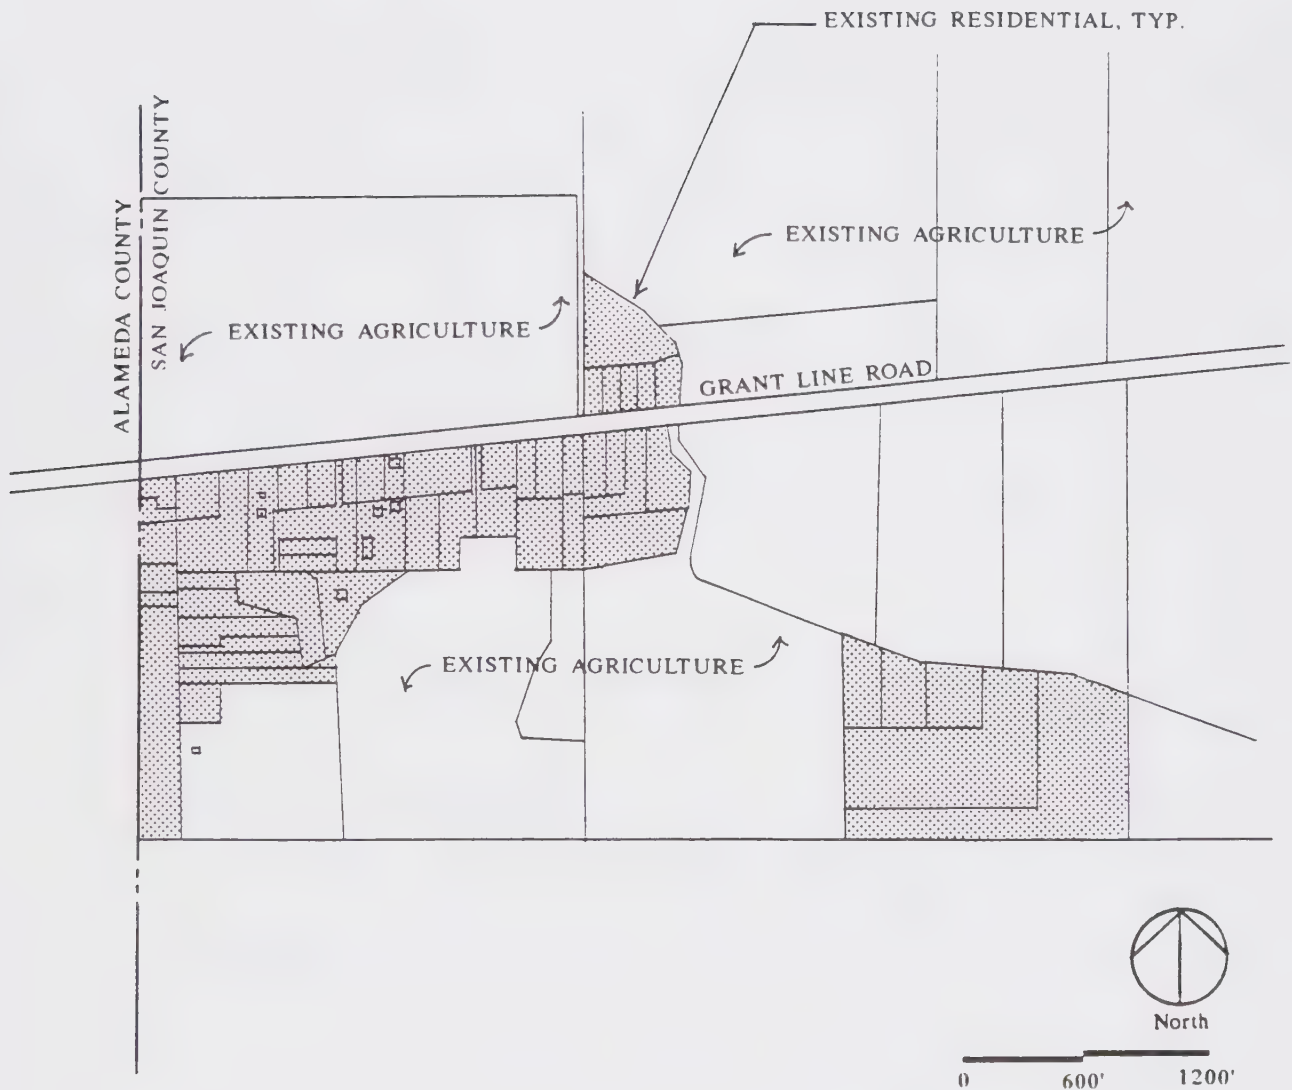 EXISTING RESIDENTIAL, TYP.
ALAMEDA COUNTY
SAN JOAQUIN COUNTY
EXISTING AGRICULTURE
EXISTING AGRICULTURE
GRANT LINE ROAD
EXISTING AGRICULTURE
North
0 600' 1200'